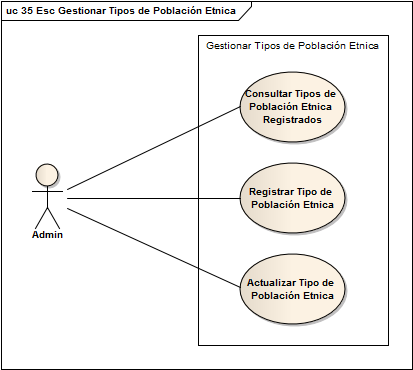 uc 35 Esc Gestionar Tipos de Población Etnica
Gestionar Tipos de Población Etnica
Consultar Tipos de
Población Etnica
Registrados
Registrar Tipo de
Población Etnica
Admin
Actualizar Tipo de
Población Etnica